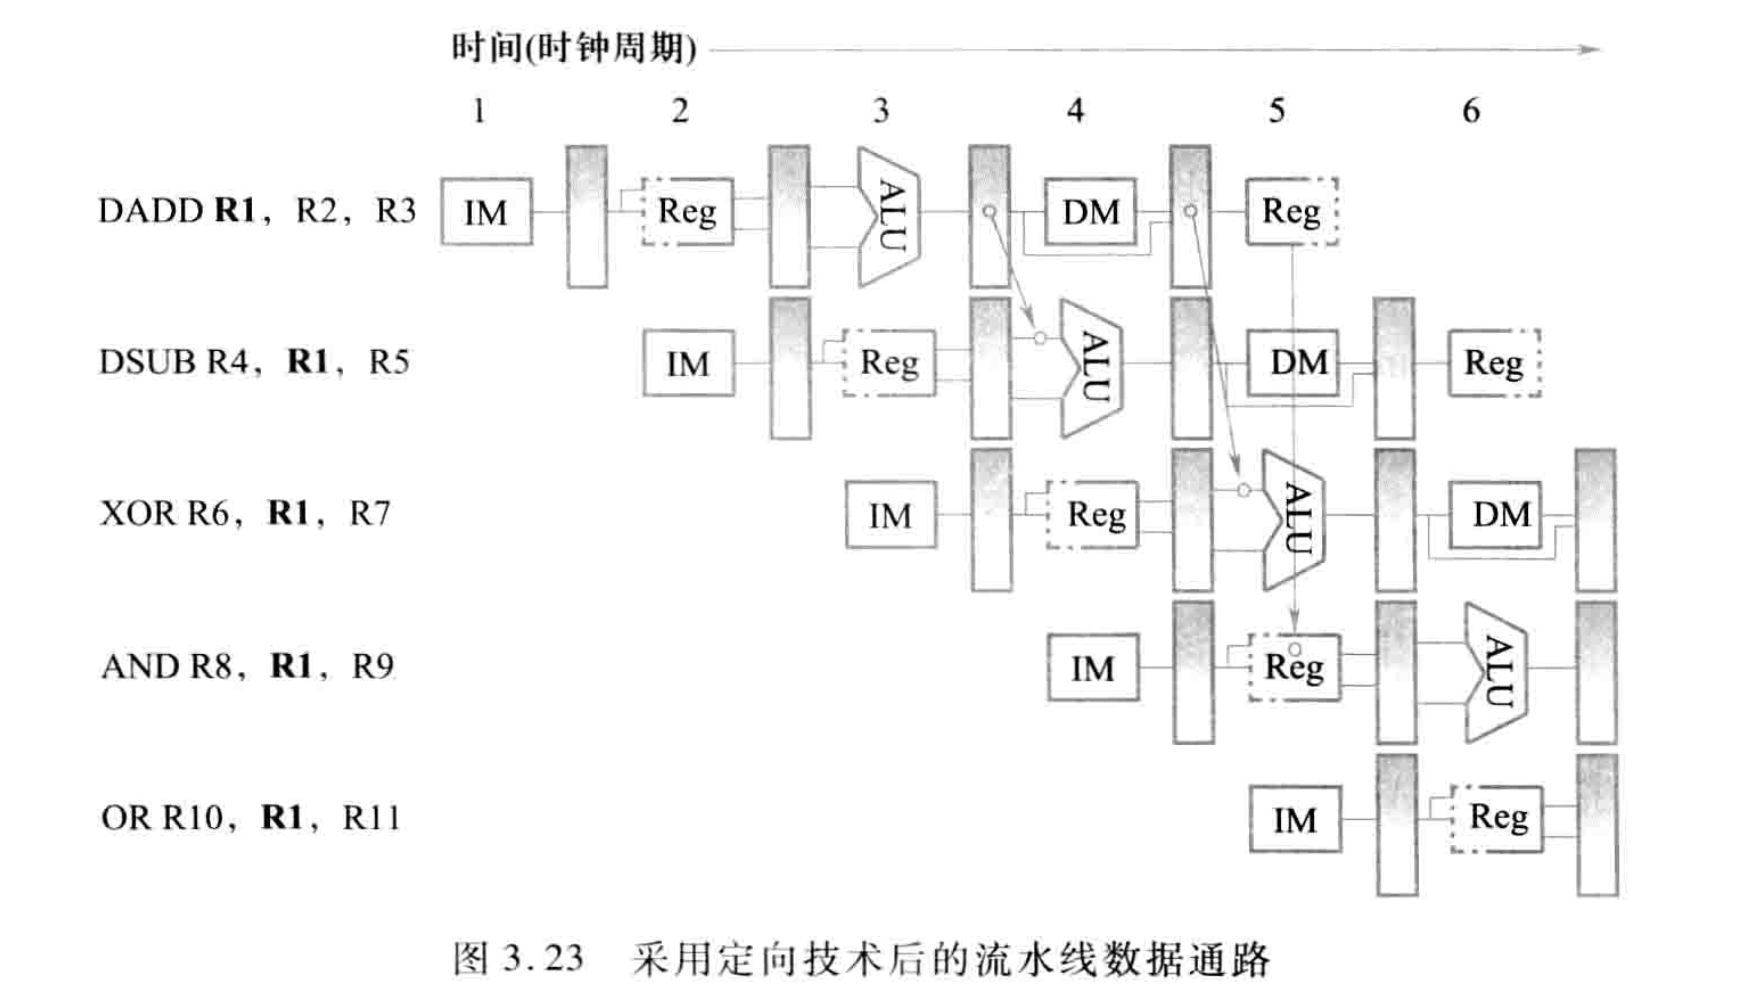 时间(时钟周期)
1 2 3 4 5 6
DADD R1, R2, R3 IM Reg ALU DM Reg
DSUB R4, R1, R5 IM Reg ALU DM Reg
XOR R6, R1, R7 IM Reg ALU DM
AND R8, R1, R9 IM Reg ALU
OR R10, R1, R11 IM Reg
图 3.23 采用定向技术后的流水线数据通路